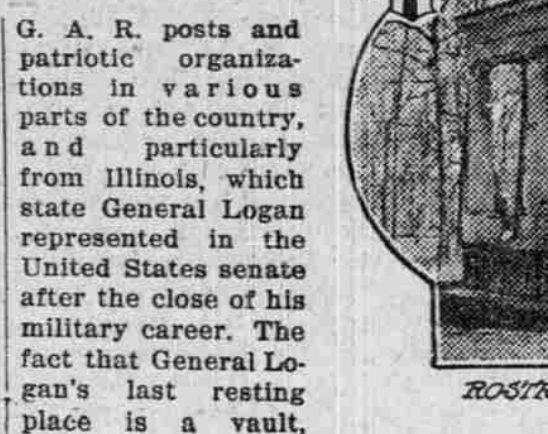 G. A. R. posts and
patriotic organiza-
tions in various
parts of the country,
and particularly
from Illinois, which
state General Logan
represented in the
United States senate
after the close of his
military career. The
fact that General Lo-
gan's last resting
place is a vault,